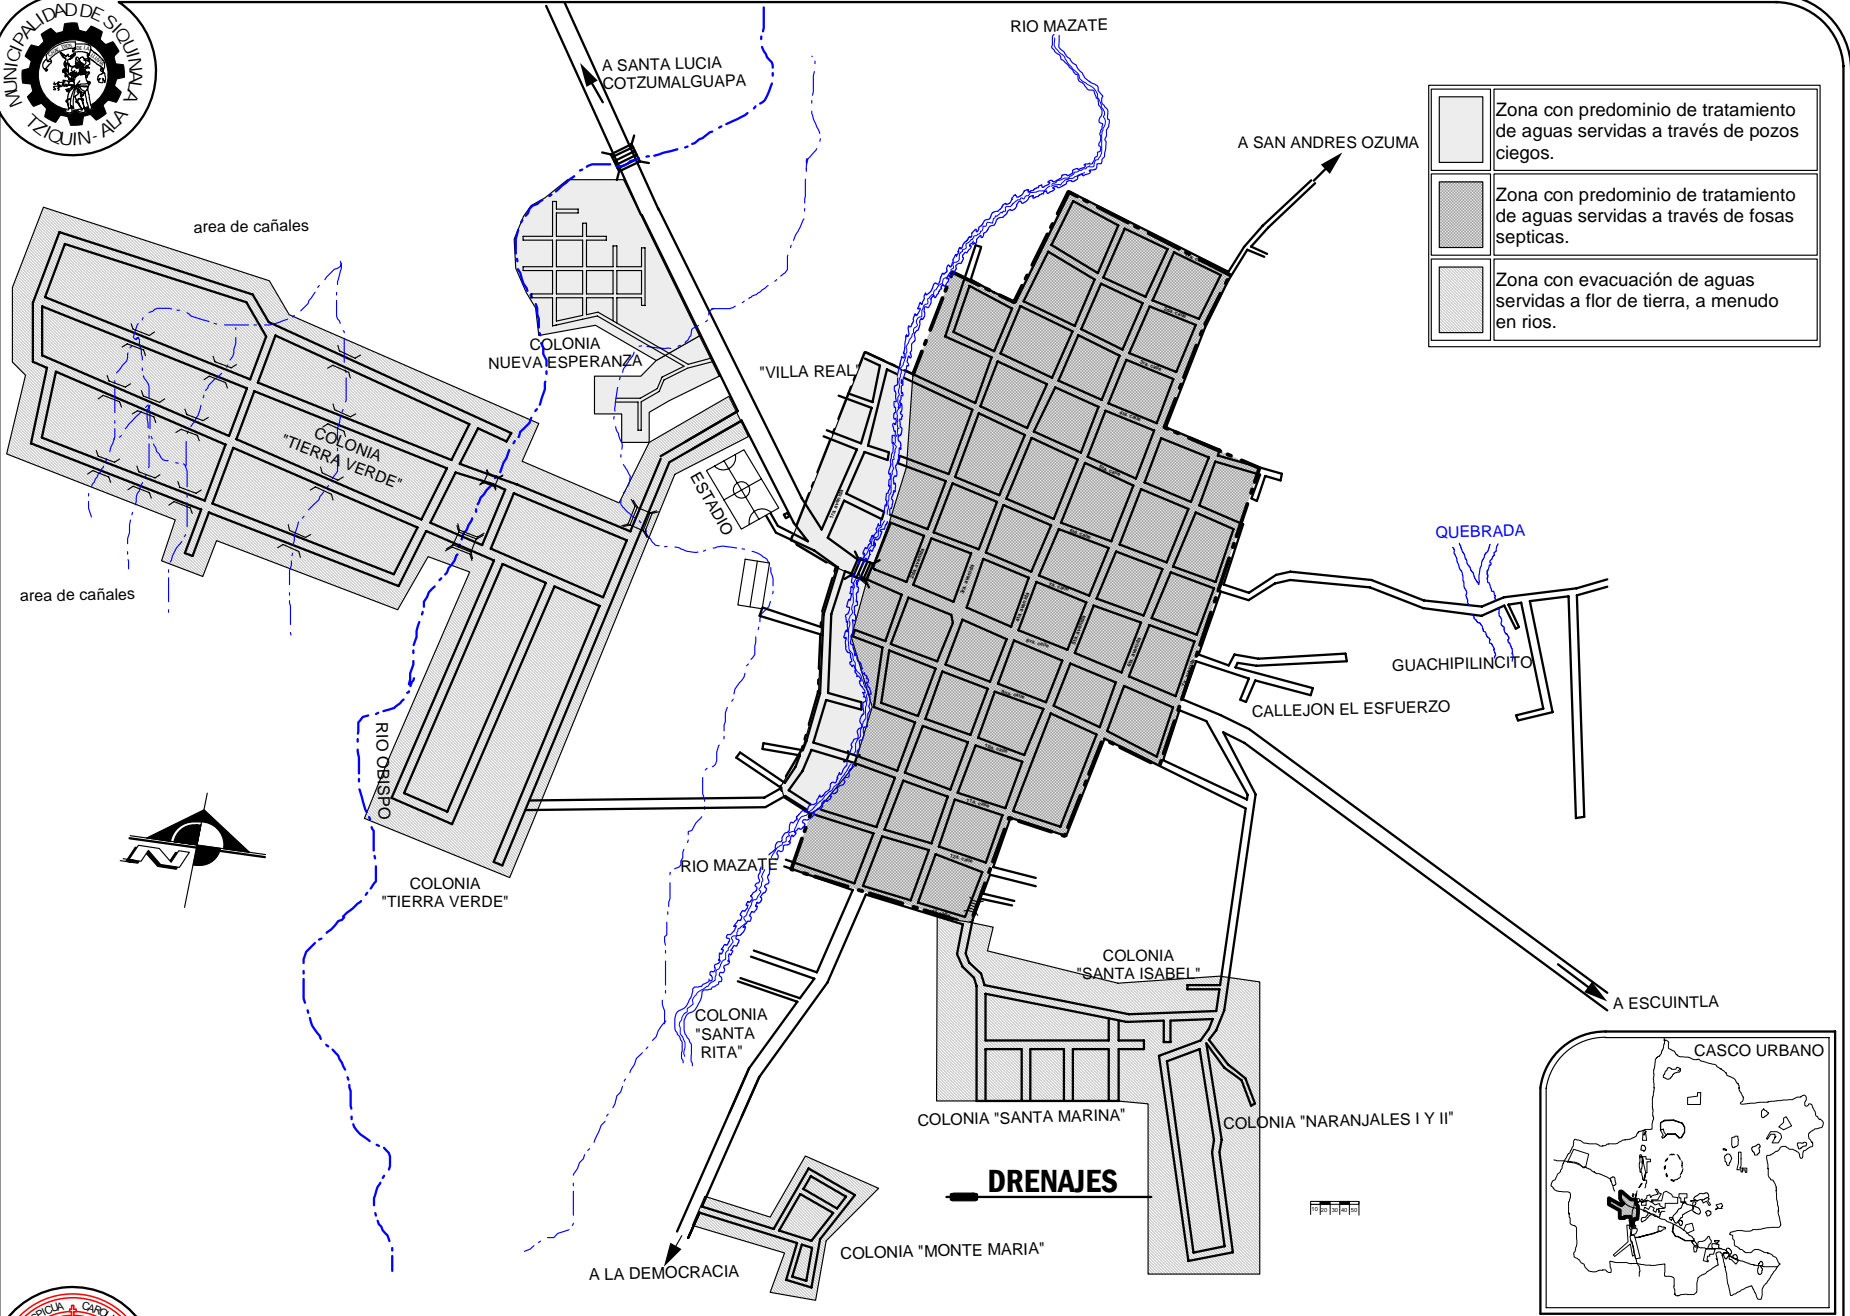 MUNICIPALIDAD DE SIQUINALA
TZIQUIN - ALA
RIO MAZATE
A SANTA LUCIA
COTZUMALGUAPA
A SAN ANDRES OZUMA
Zona con predominio de tratamiento
de aguas servidas a través de pozos
ciegos.
Zona con predominio de tratamiento
de aguas servidas a través de fosas
septicas.
Zona con evacuación de aguas
servidas a flor de tierra, a menudo
en rios.
area de cañales
COLONIA
NUEVA ESPERANZA
"VILLA REAL"
COLONIA
"TIERRA VERDE"
ESTADIO
QUEBRADA
area de cañales
GUACHIPILINCITO
CALLEJON EL ESFUERZO
RIO OBISPO
RIO MAZATE
COLONIA
"TIERRA VERDE"
COLONIA
"SANTA ISABEL"
A ESCUINTLA
COLONIA
"SANTA
RITA"
CASCO URBANO
COLONIA "SANTA MARINA"
COLONIA "NARANJALES I Y II"
DRENAJES
10 20 30 40 50
COLONIA "MONTE MARIA"
A LA DEMOCRACIA